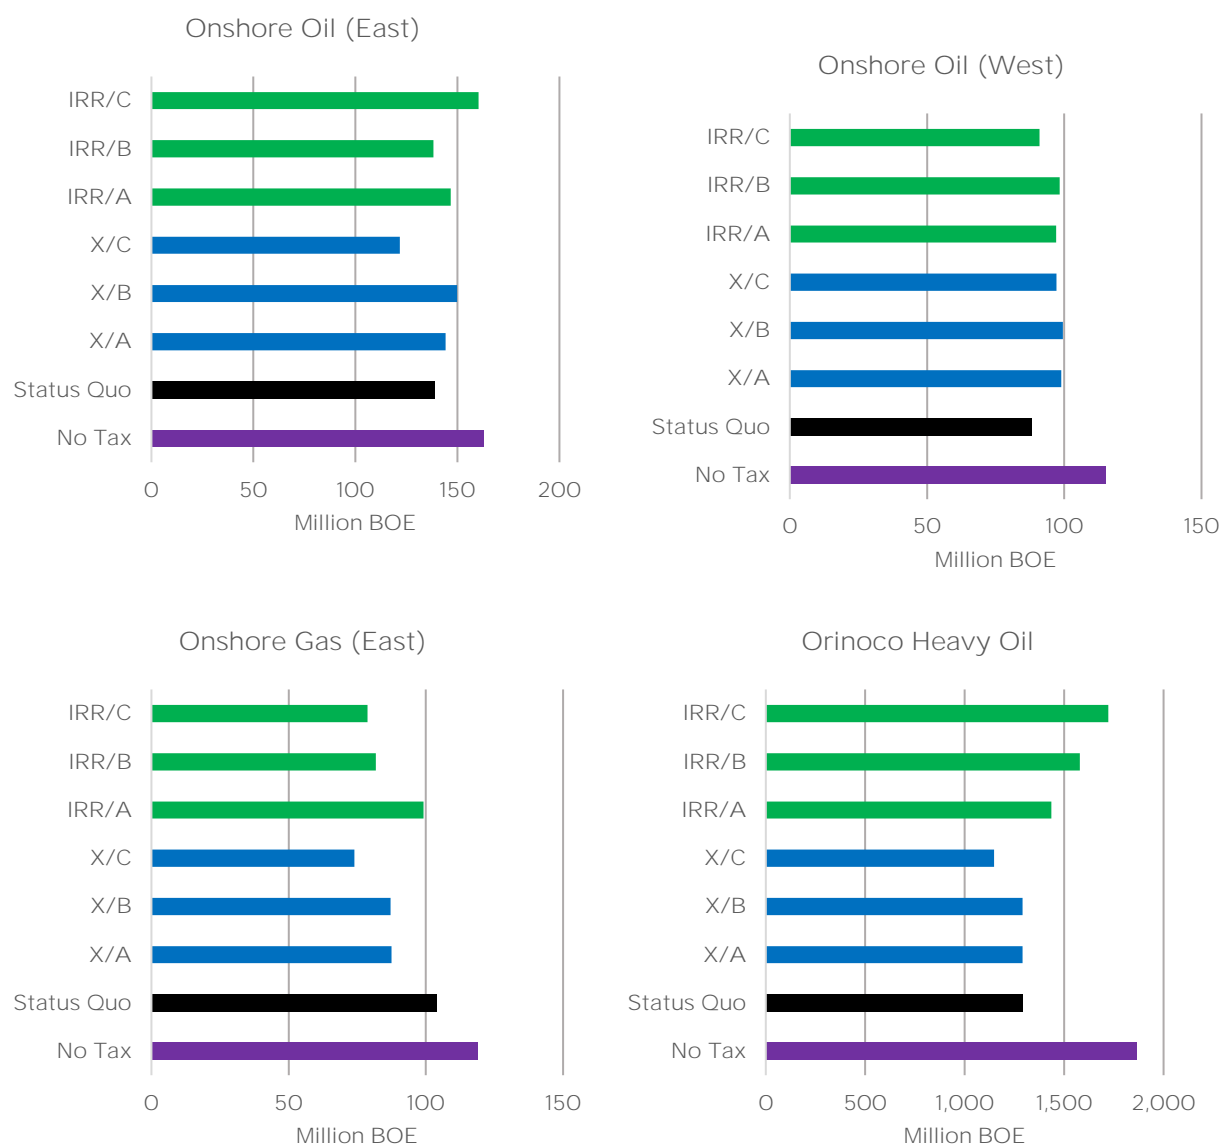 Onshore Oil (East)
IRR/C
IRR/B
IRR/A
X/C
X/B
X/A
Status Quo
No Tax
0 50 100 150 200
Million BOE
Onshore Oil (West)
IRR/C
IRR/B
IRR/A
X/C
X/B
X/A
Status Quo
No Tax
0 50 100 150
Million BOE
Onshore Gas (East)
IRR/C
IRR/B
IRR/A
X/C
X/B
X/A
Status Quo
No Tax
0 50 100 150
Million BOE
Orinoco Heavy Oil
IRR/C
IRR/B
IRR/A
X/C
X/B
X/A
Status Quo
No Tax
0 500 1,000 1,500 2,000
Million BOE